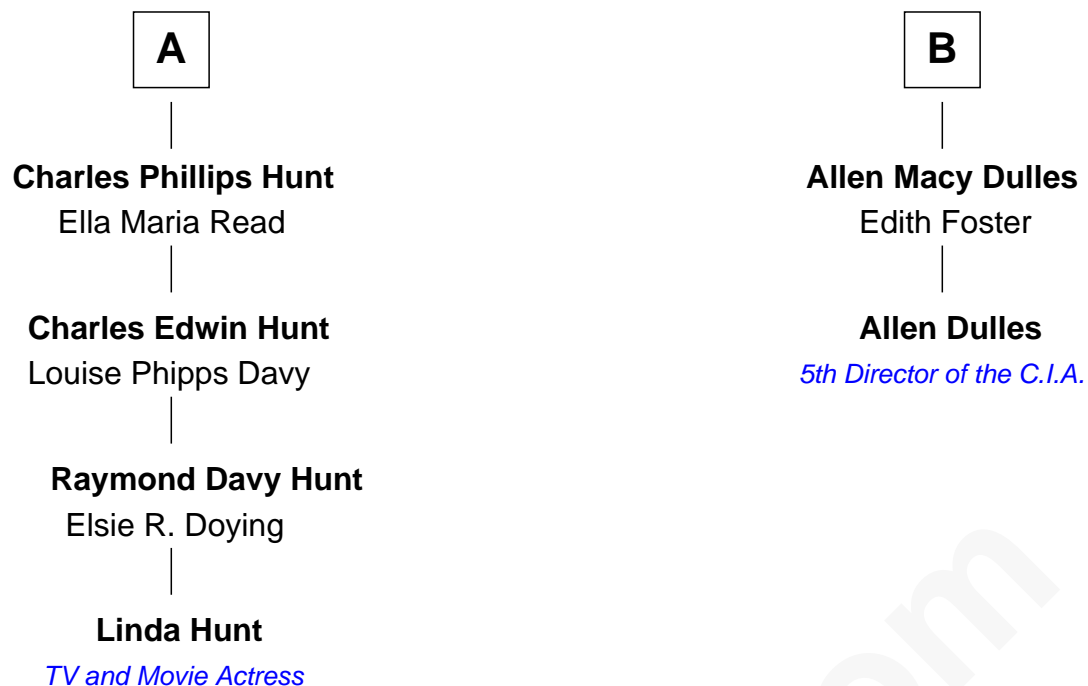 A
Charles Phillips Hunt
Ella Maria Read
Charles Edwin Hunt
Louise Phipps Davy
Raymond Davy Hunt
Elsie R. Doying
Linda Hunt
TV and Movie Actress
B
Allen Macy Dulles
Edith Foster
Allen Dulles
5th Director of the C.I.A.
om